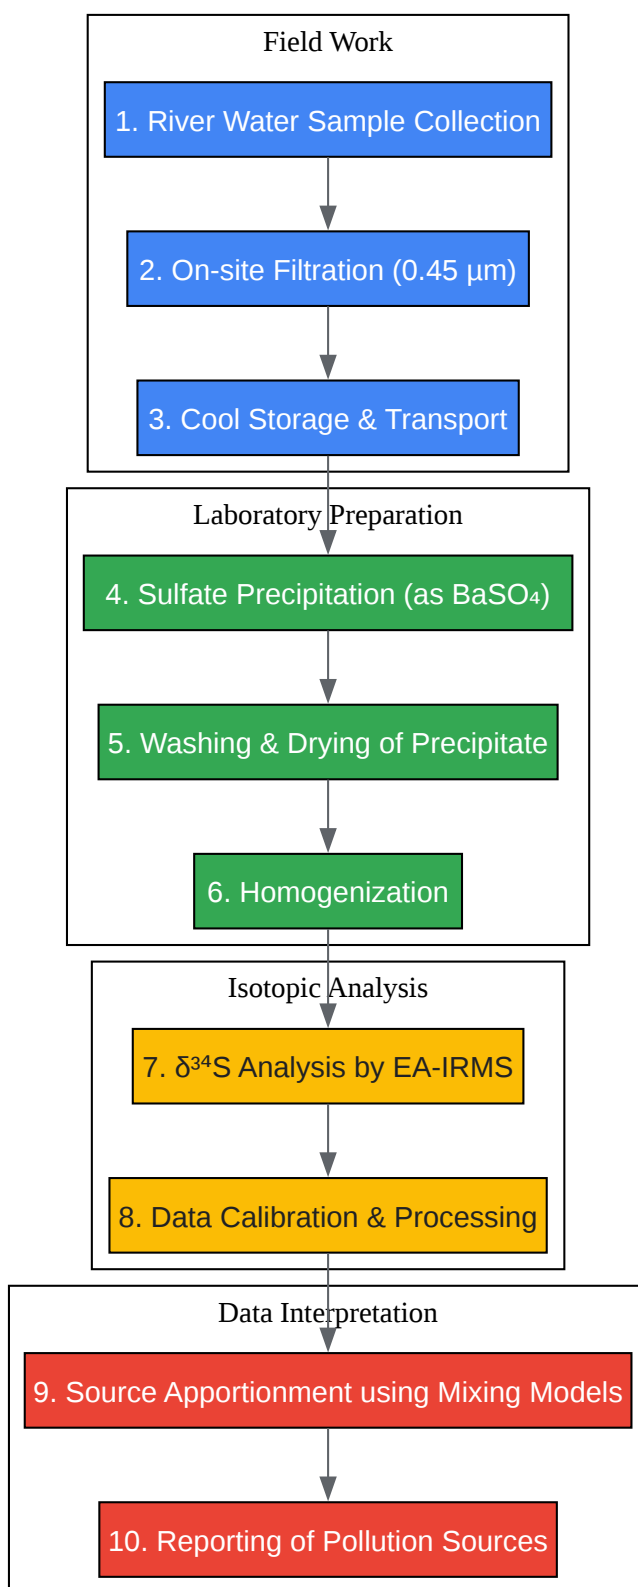 Field Work
1. River Water Sample Collection
2. On-site Filtration (0.45 µm)
3. Cool Storage & Transport
Laboratory Preparation
4. Sulfate Precipitation (as BaSO₄)
5. Washing & Drying of Precipitate
6. Homogenization
Isotopic Analysis
7. δ³⁴S Analysis by EA-IRMS
8. Data Calibration & Processing
Data Interpretation
9. Source Apportionment using Mixing Models
10. Reporting of Pollution Sources